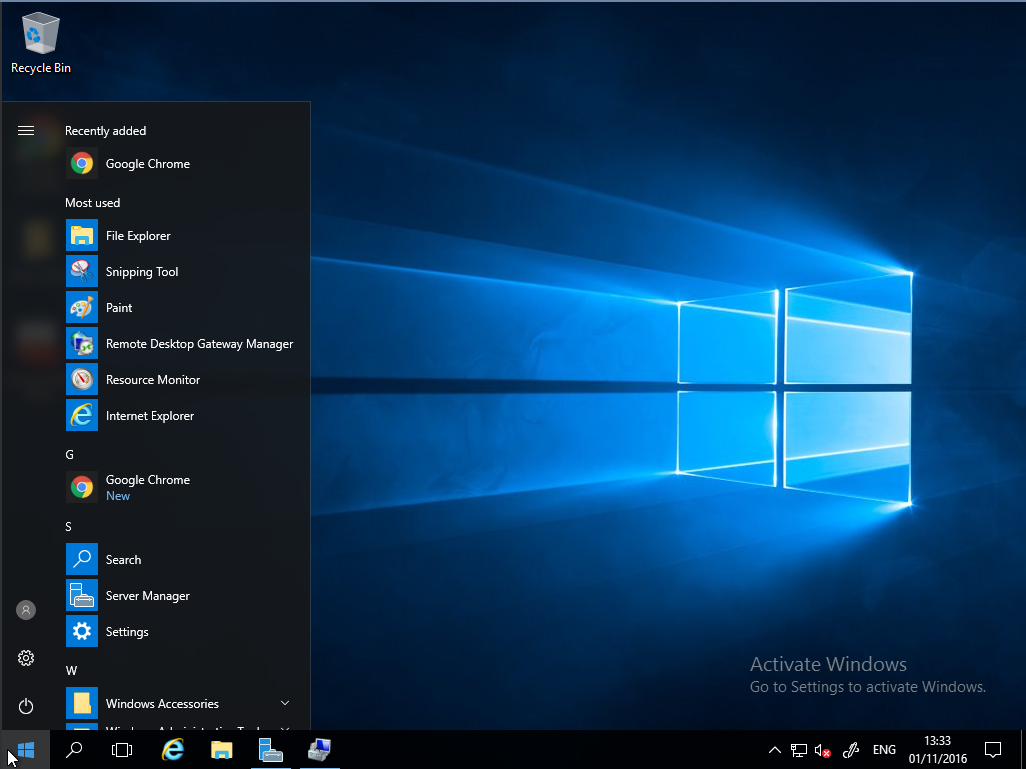 Recycle Bin
Recently added
Google Chrome
Most used
File Explorer
Snipping Tool
Paint
Remote Desktop Gateway Manager
Resource Monitor
Internet Explorer
G
Google Chrome
New
S
Search
Server Manager
Settings
W
Windows Accessories
Activate Windows
Go to Settings to activate Windows.
ENG
13:33
01/11/2016